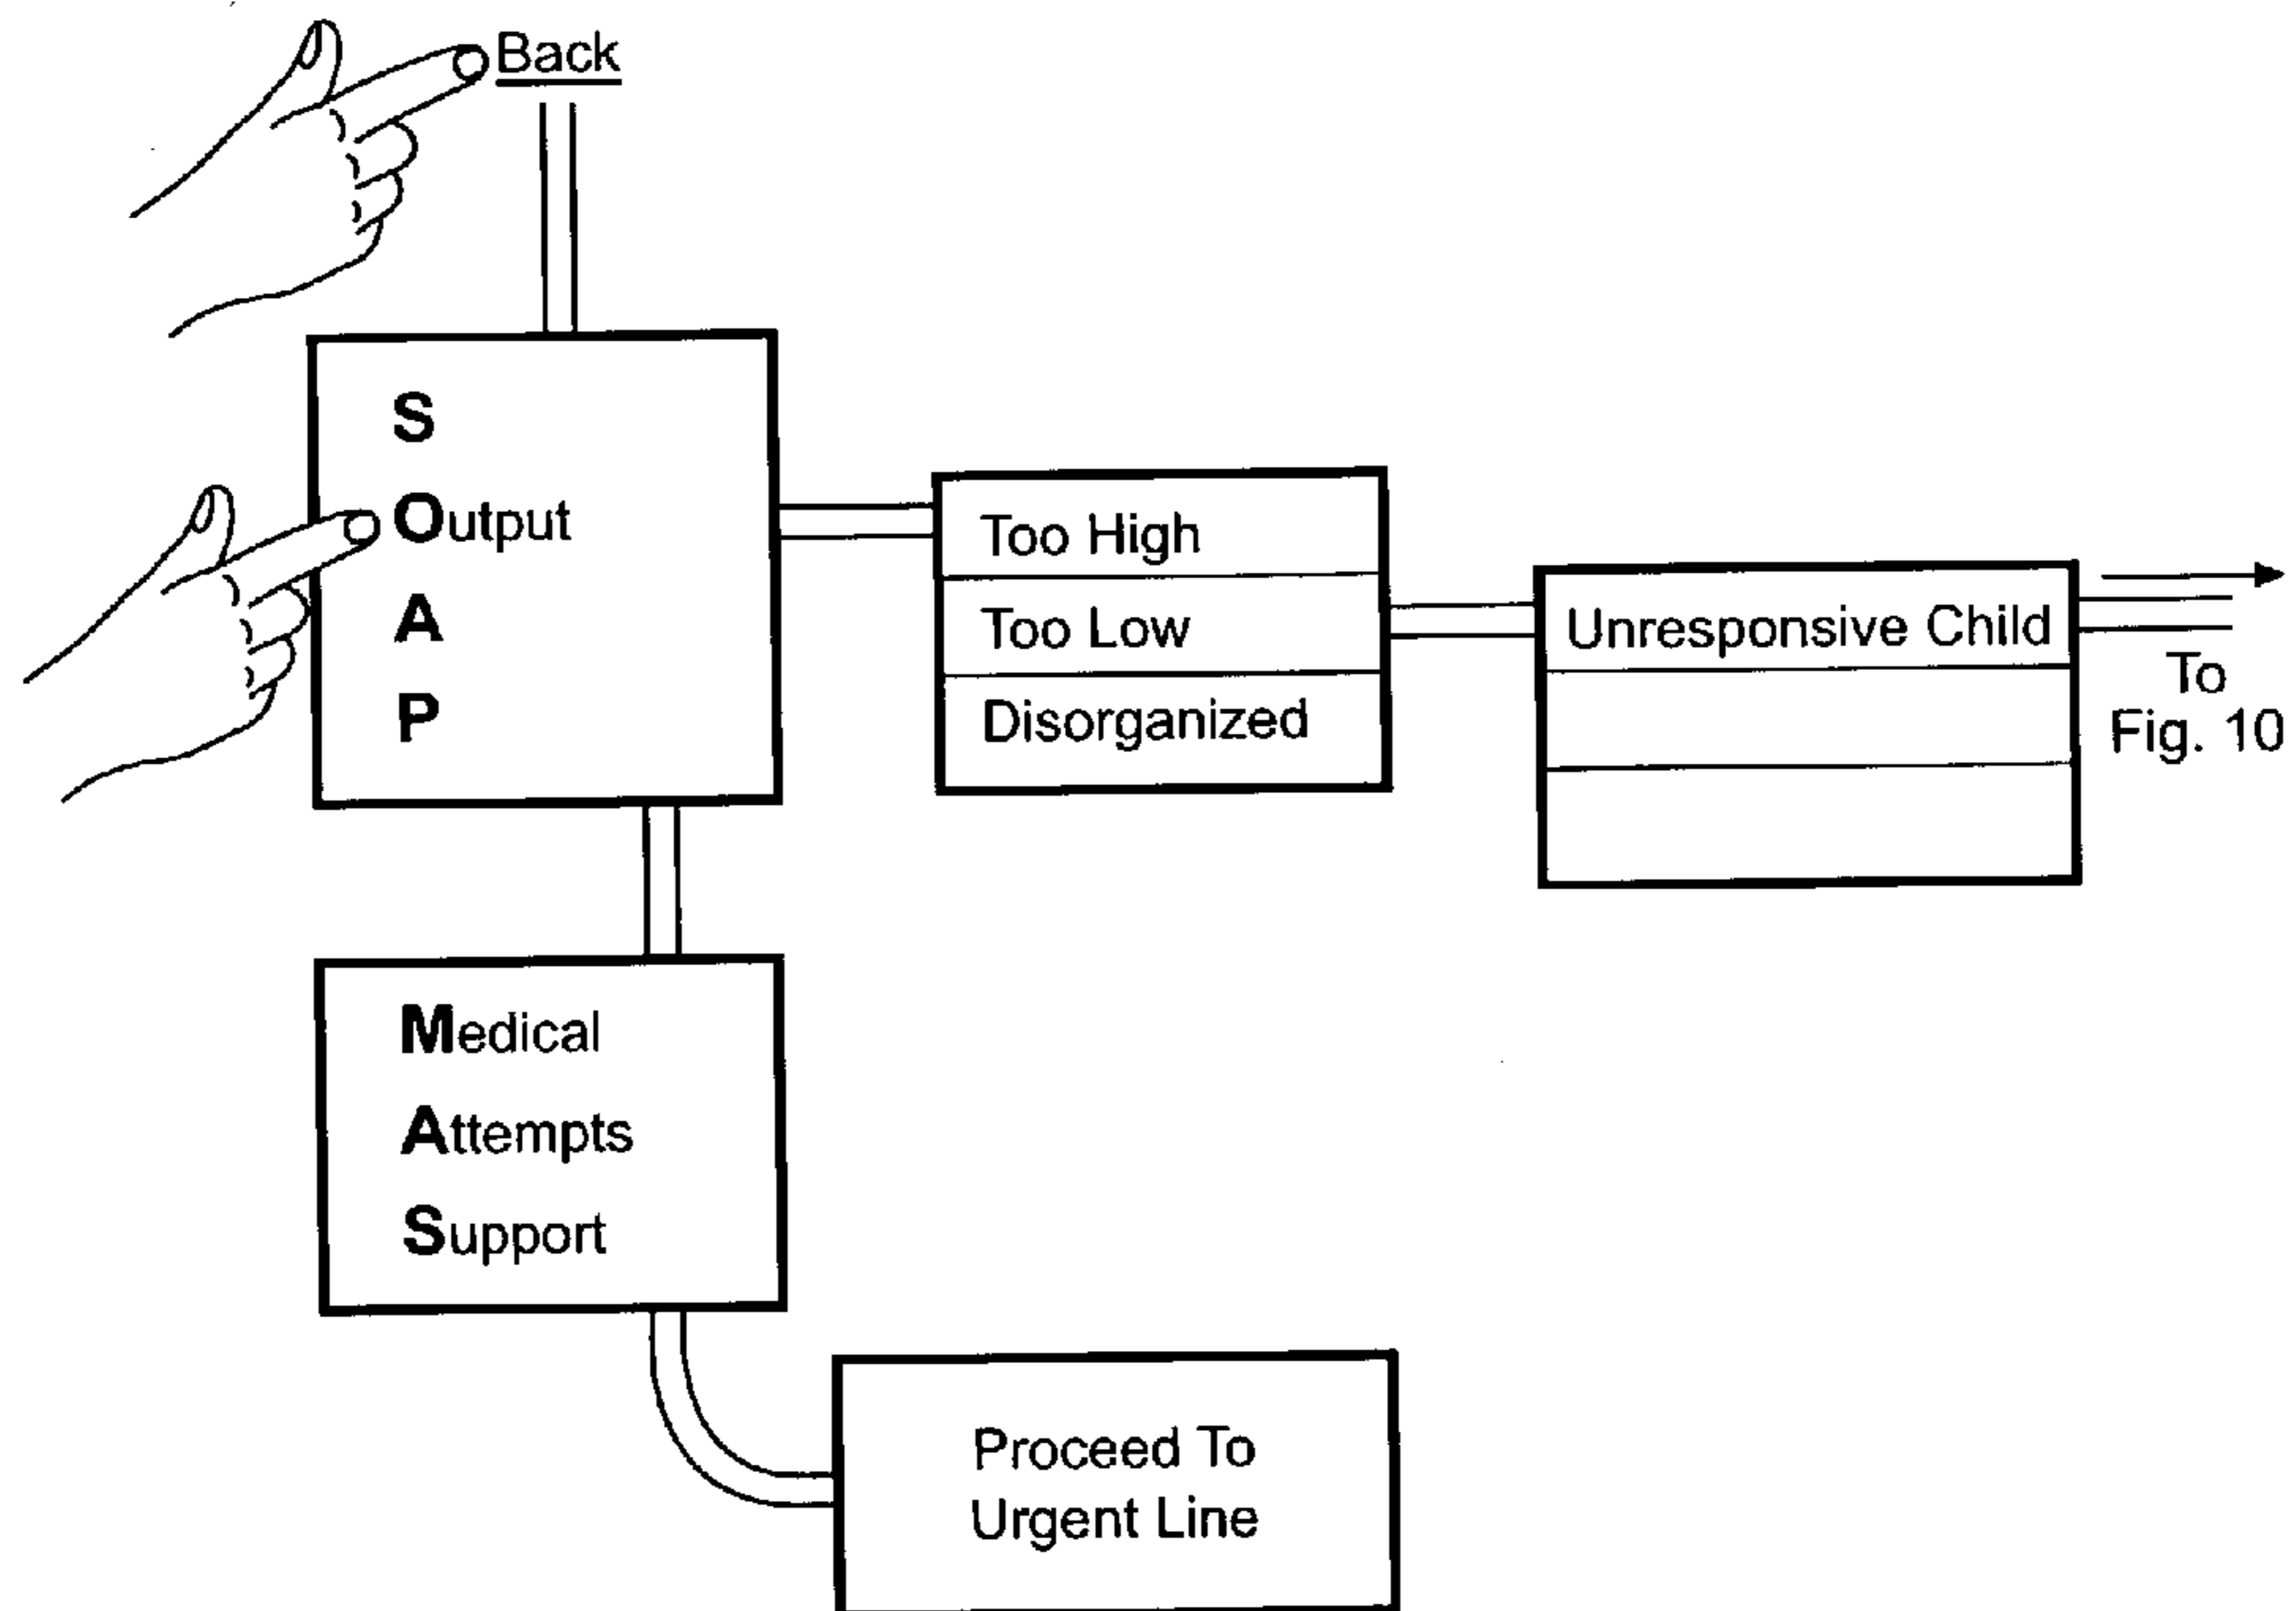 Back
S
Output
A
P
Too High
Too Low
Disorganized
Unresponsive Child
To
Fig. 10
Medical
Attempts
Support
Proceed To
Urgent Line